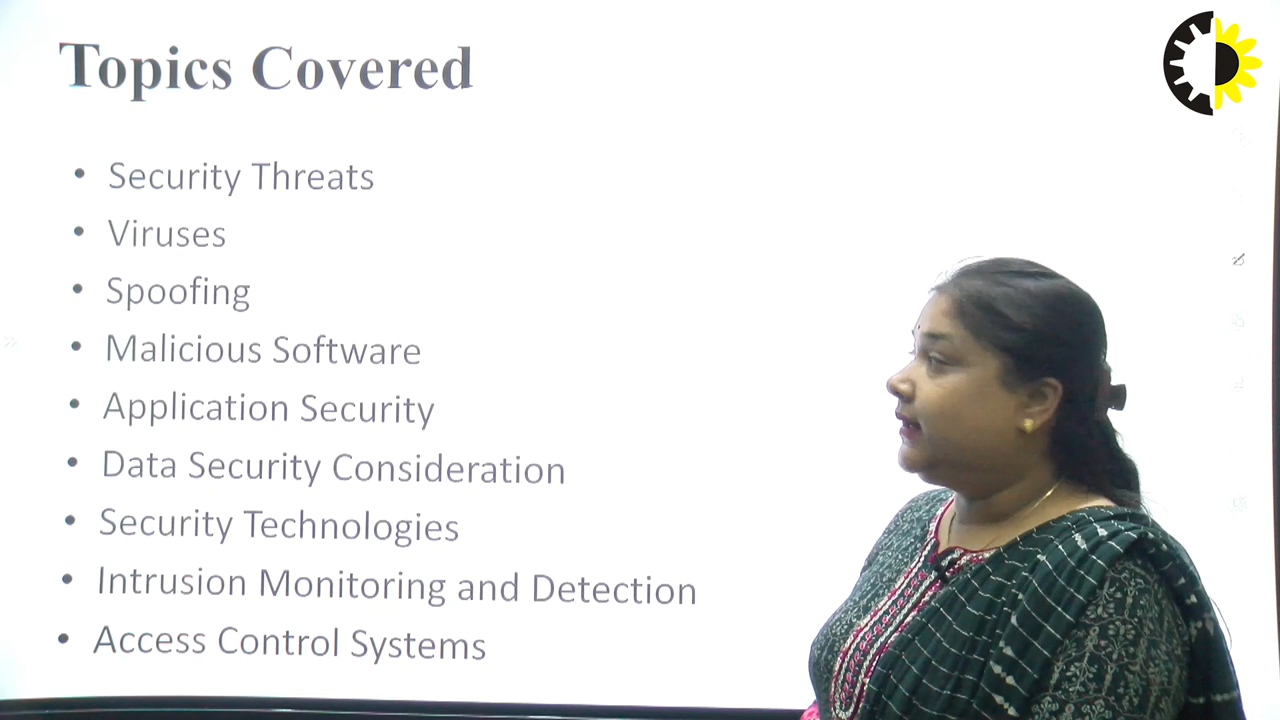 Topics Covered
• Security Threats
• Viruses
• Spoofing
• Malicious Software
• Application Security
• Data Security Consideration
• Security Technologies
• Intrusion Monitoring and Detection
• Access Control Systems